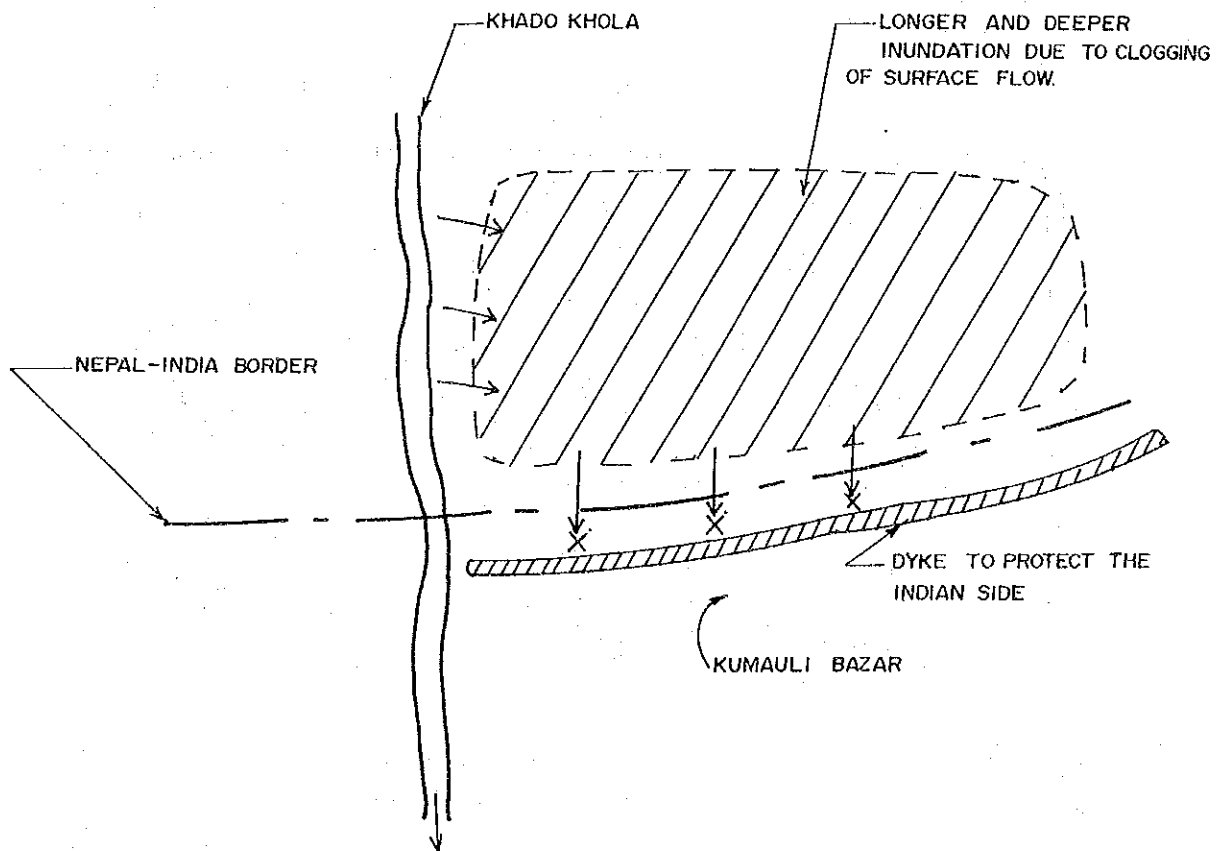 KHADO KHOLA
LONGER AND DEEPER
INUNDATION DUE TO CLOGGING
OF SURFACE FLOW.
NEPAL-INDIA BORDER
DYKE TO PROTECT THE
INDIAN SIDE
KUMAULI BAZAR